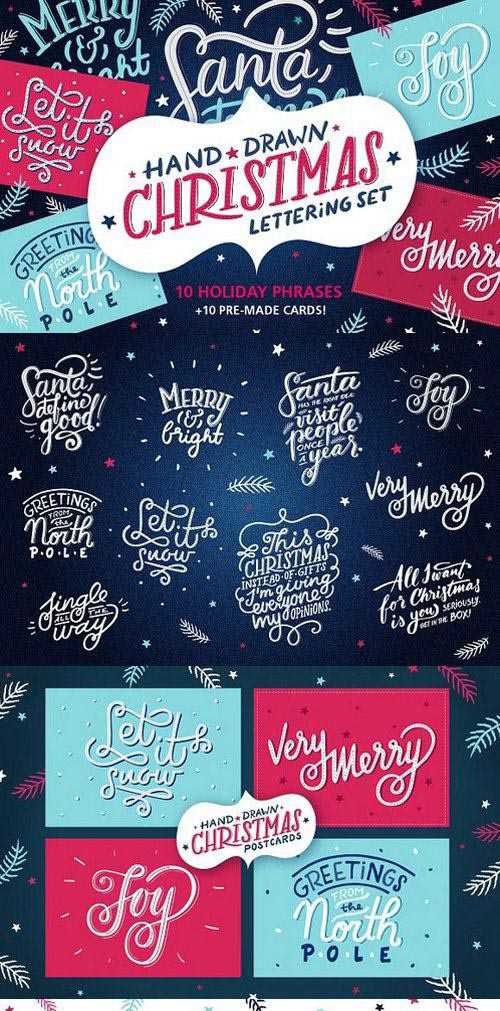 MERRY
(&)
bright
Santa,
define
Joy
Let it
snow
HAND DRAWN
CHRISTMAS
LETTERING SET
GREETINGS
FROM
the
North
POLE
Very
Merry
10 HOLIDAY PHRASES
+10 PRE-MADE CARDS!
Santa,
define
good!
MERRY
(&)
bright
Santa
HAS THE RIGHT IDEA
visit
people
ONCE
a
year.
Joy
GREETINGS
FROM
the
North
P.O.L.E
Let it
snow
This
CHRISTMAS
INSTEAD OF GIFTS
I'm giving
everyone
my OPINIONS.
Very
Merry
Jingle
ALL THE
way
All I want
for Christmas
is you SERIOUSLY,
GET IN THE BOX!
Let it
snow
Very
Merry
HAND DRAWN
CHRISTMAS
POSTCARDS
Joy
GREETINGS
FROM
the
North
P.O.L.E